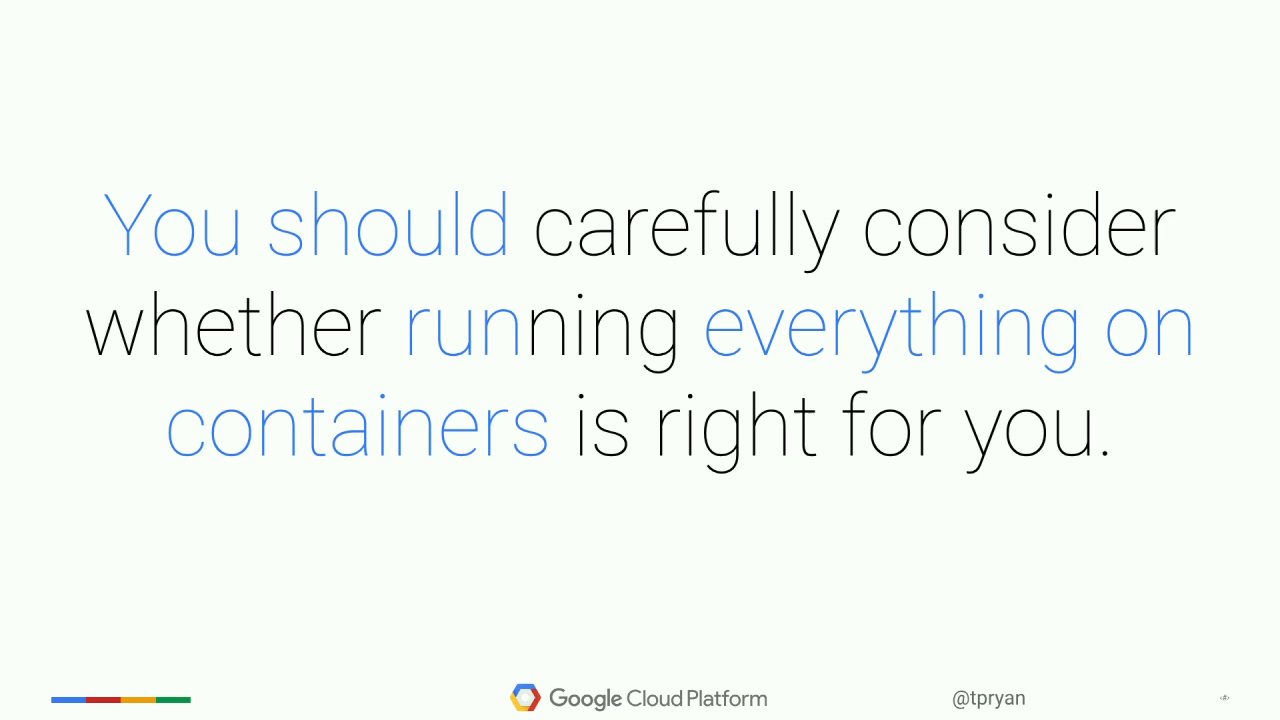 You should carefully consider
whether running everything on
containers is right for you.
Google Cloud Platform
@tpryan